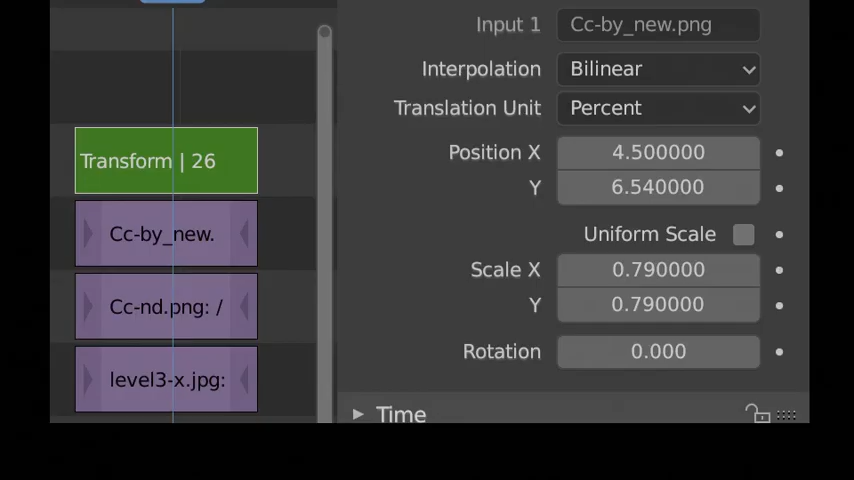 Transform | 26
Cc-by_new.
Cc-nd.png: /
level3-x.jpg:
Input 1 Cc-by_new.png
Interpolation Bilinear
Translation Unit Percent
Position X 4.500000
Y 6.540000
Uniform Scale
Scale X 0.790000
Y 0.790000
Rotation 0.000
Time